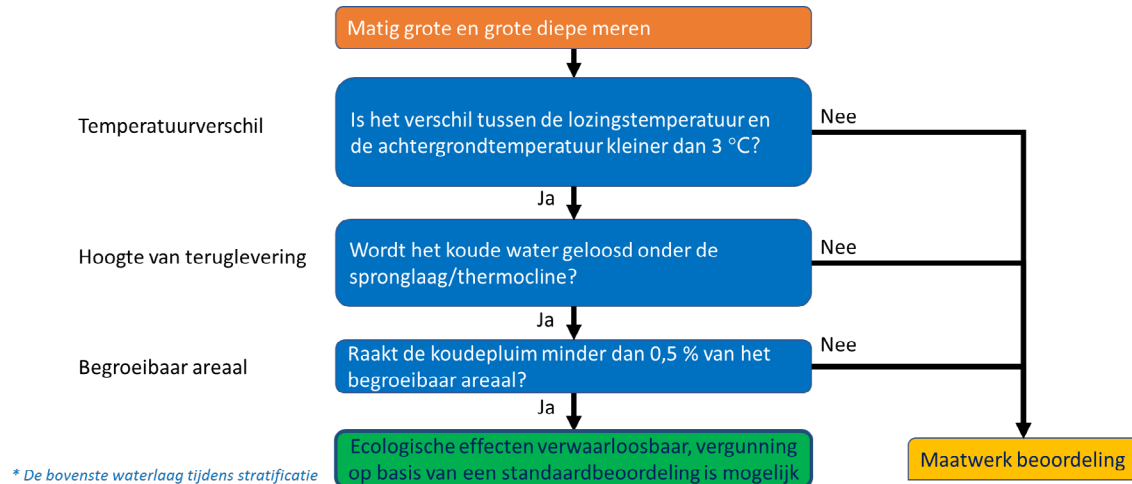 Matig grote en grote diepe meren
Temperatuurverschil
Is het verschil tussen de lozingstemperatuur en
de achtergrondtemperatuur kleiner dan 3 °C?
Nee
Ja
Hoogte van teruglevering
Wordt het koude water geloosd onder de
spronglaag/thermocline?
Nee
Ja
Begroeibaar areaal
Raakt de koudepluim minder dan 0,5 % van het
begroeibaar areaal?
Nee
Ja
Ecologische effecten verwaarloosbaar, vergunning
op basis van een standaardbeoordeling is mogelijk
Maatwerk beoordeling
* De bovenste waterlaag tijdens stratificatie